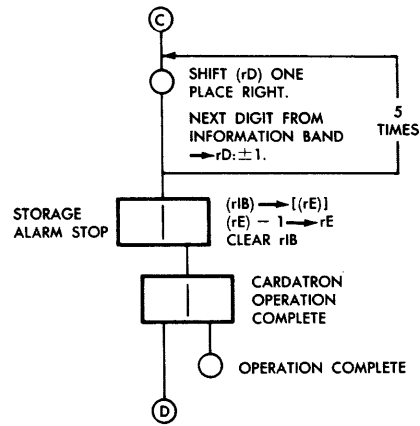 C
SHIFT (rD) ONE
PLACE RIGHT.
NEXT DIGIT FROM
INFORMATION BAND
→rD:±1.
5
TIMES
STORAGE
ALARM STOP
(rIB) → [(rE)]
(rE) − 1 → rE
CLEAR rIB
CARDATRON
OPERATION
COMPLETE
OPERATION COMPLETE
D